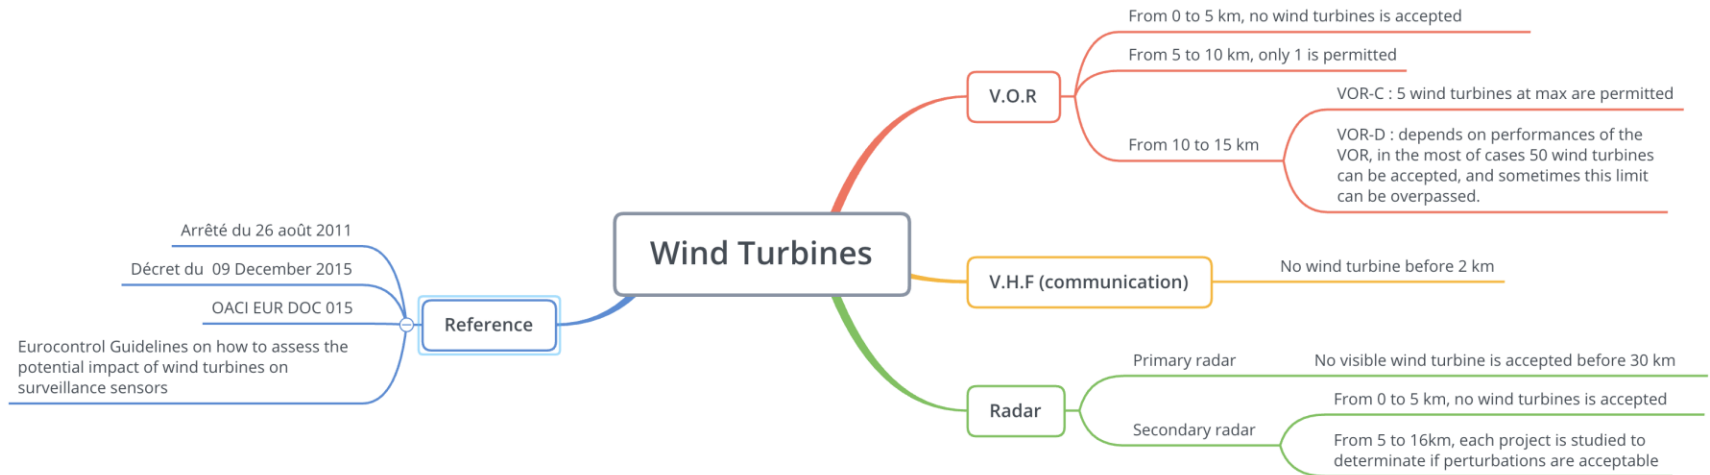 Wind Turbines
V.O.R
From 0 to 5 km, no wind turbines is accepted
From 5 to 10 km, only 1 is permitted
From 10 to 15 km
VOR-C : 5 wind turbines at max are permitted
VOR-D : depends on performances of the
VOR, in the most of cases 50 wind turbines
can be accepted, and sometimes this limit
can be overpassed.
V.H.F (communication)
No wind turbine before 2 km
Radar
Primary radar
No visible wind turbine is accepted before 30 km
Secondary radar
From 0 to 5 km, no wind turbines is accepted
From 5 to 16km, each project is studied to
determinate if perturbations are acceptable
Reference
Arrêté du 26 août 2011
Décret du  09 December 2015
OACI EUR DOC 015
Eurocontrol Guidelines on how to assess the
potential impact of wind turbines on
surveillance sensors